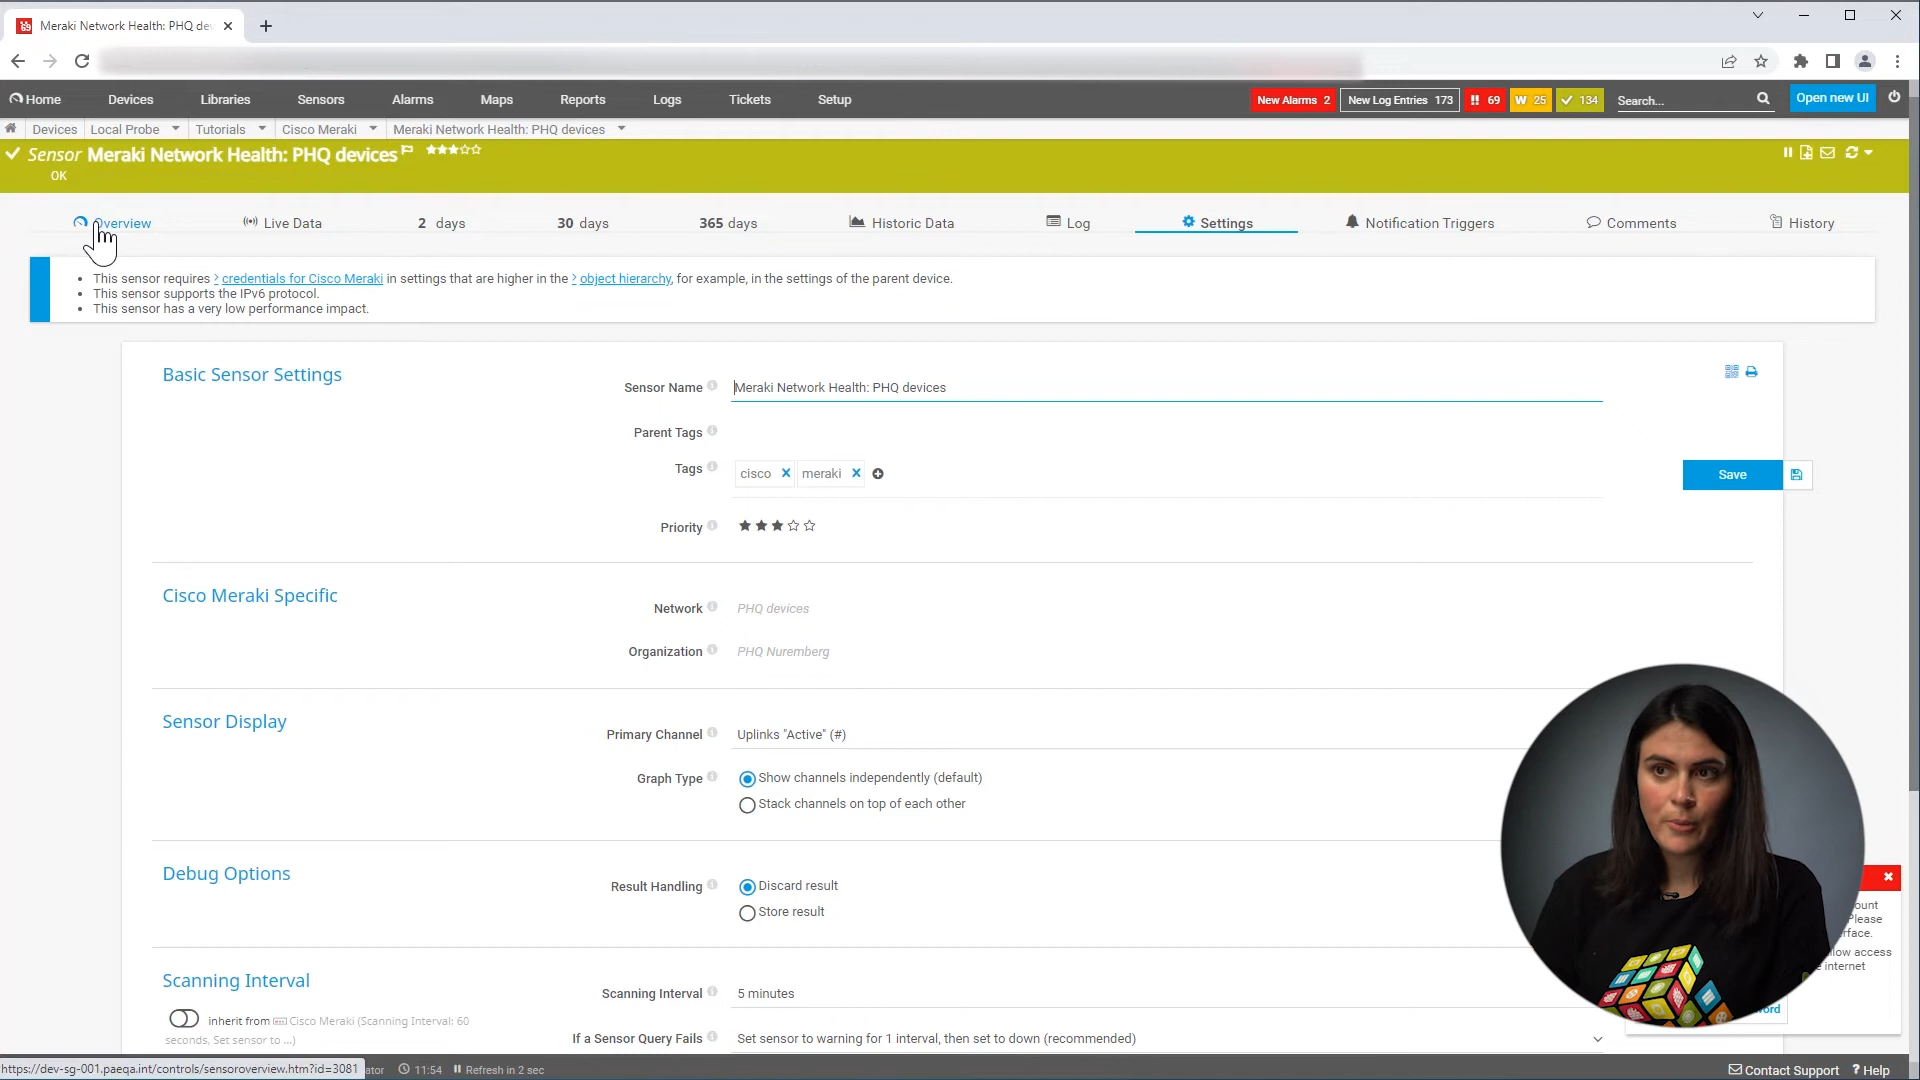 Meraki Network Health: PHQ de
Home Devices Libraries Sensors Alarms Maps Reports Logs Tickets Setup New Alarms 2 New Log Entries 173 !! 69 W 25 134 Search... Open new UI
Devices Local Probe Tutorials Cisco Meraki Meraki Network Health: PHQ devices
Sensor Meraki Network Health: PHQ devices
OK
Overview Live Data 2 days 30 days 365 days Historic Data Log Settings Notification Triggers Comments History
• This sensor requires credentials for Cisco Meraki in settings that are higher in the object hierarchy, for example, in the settings of the parent device.
• This sensor supports the IPv6 protocol.
• This sensor has a very low performance impact.
Basic Sensor Settings
Sensor Name Meraki Network Health: PHQ devices
Parent Tags
Tags cisco meraki
Save
Priority
Cisco Meraki Specific
Network PHQ devices
Organization PHQ Nuremberg
Sensor Display
Primary Channel Uplinks "Active" (#)
Graph Type Show channels independently (default)
Stack channels on top of each other
Debug Options
Result Handling Discard result
Store result
ount
Please
rface.
llow access
e internet
word
Scanning Interval
Scanning Interval 5 minutes
inherit from Cisco Meraki (Scanning Interval: 60
seconds, Set sensor to ...)
If a Sensor Query Fails Set sensor to warning for 1 interval, then set to down (recommended)
https://dev-sg-001.paeqa.int/controls/sensoroverview.htm?id=3081 ator 11:54 Refresh in 2 sec Contact Support ? Help